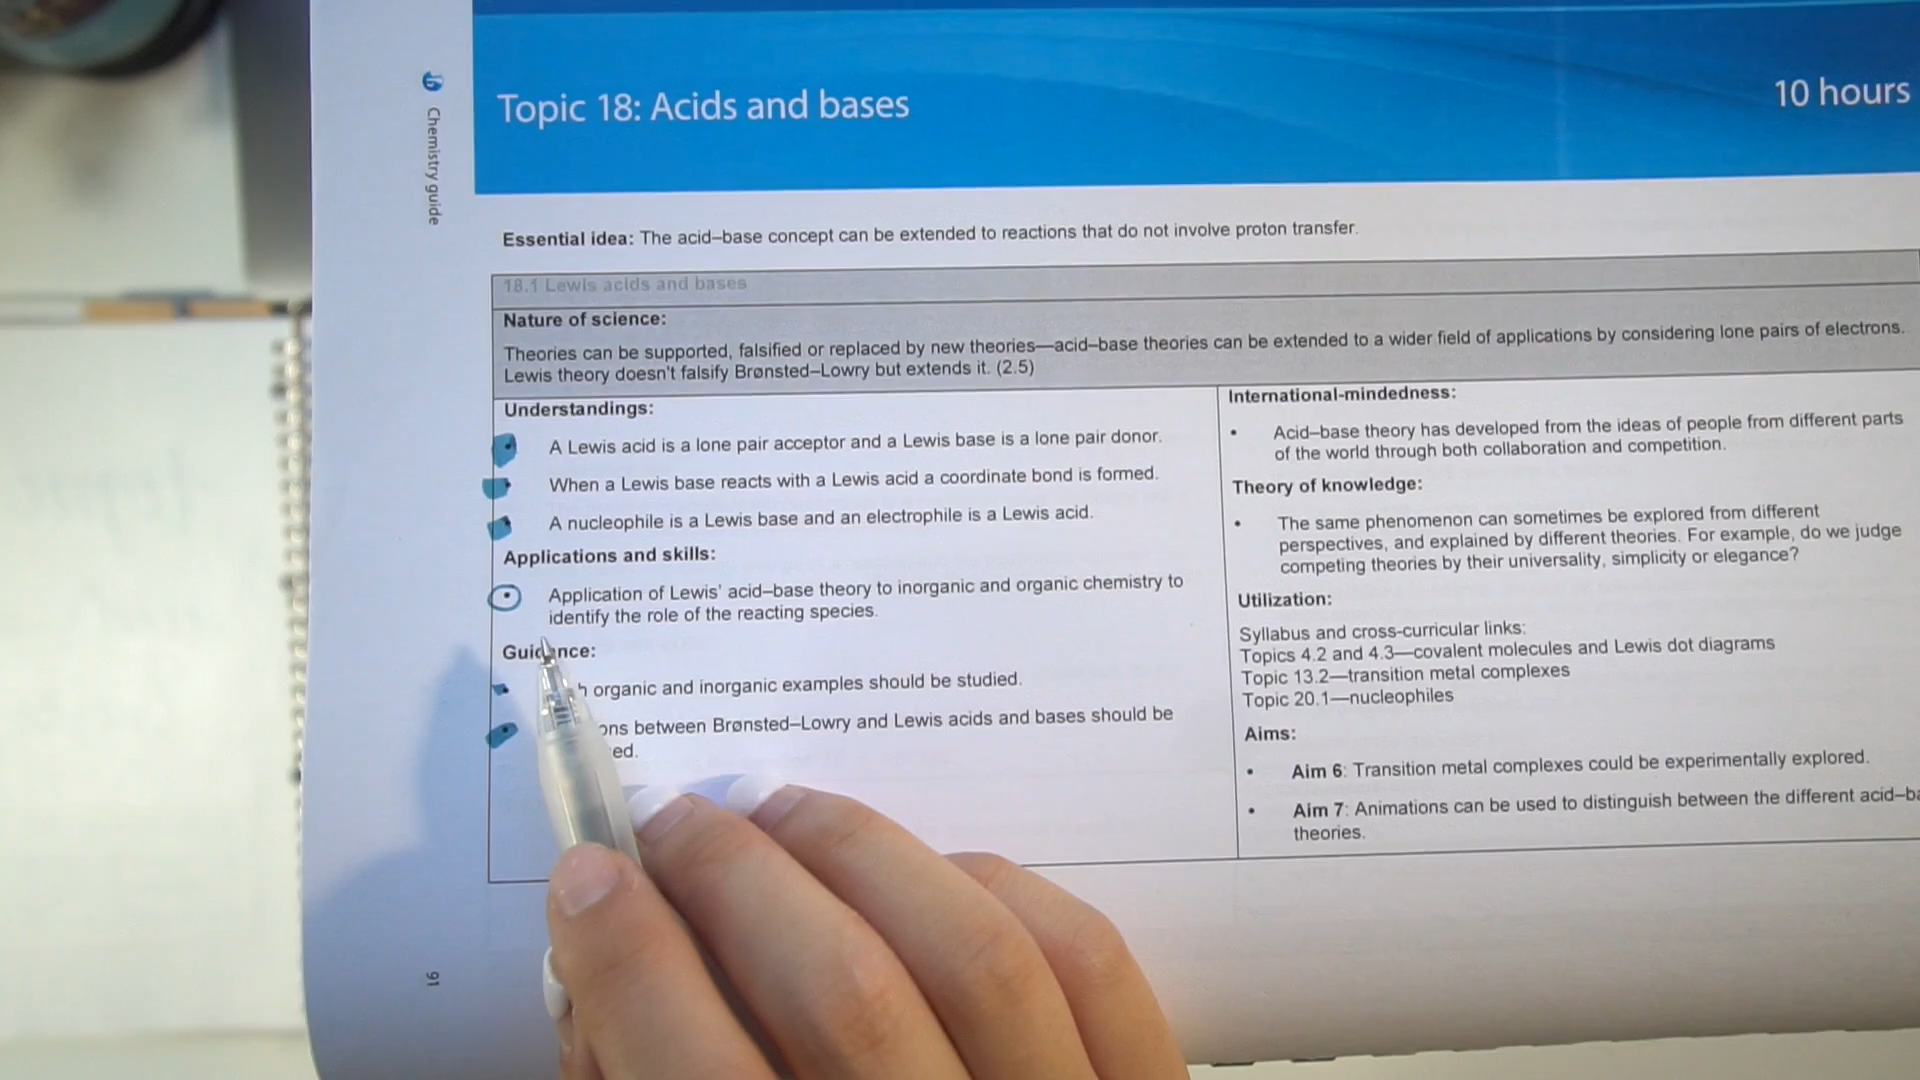 Chemistry guide
Topic 18: Acids and bases
10 hours
Essential idea: The acid–base concept can be extended to reactions that do not involve proton transfer.
18.1 Lewis acids and bases
Nature of science:
Theories can be supported, falsified or replaced by new theories—acid–base theories can be extended to a wider field of applications by considering lone pairs of electrons.
Lewis theory doesn't falsify Brønsted–Lowry but extends it. (2.5)
Understandings:
• A Lewis acid is a lone pair acceptor and a Lewis base is a lone pair donor.
• When a Lewis base reacts with a Lewis acid a coordinate bond is formed.
• A nucleophile is a Lewis base and an electrophile is a Lewis acid.
Applications and skills:
• Application of Lewis' acid–base theory to inorganic and organic chemistry to
identify the role of the reacting species.
Guidance:
h organic and inorganic examples should be studied.
ons between Brønsted–Lowry and Lewis acids and bases should be
ed.
International-mindedness:
• Acid–base theory has developed from the ideas of people from different parts
of the world through both collaboration and competition.
Theory of knowledge:
• The same phenomenon can sometimes be explored from different
perspectives, and explained by different theories. For example, do we judge
competing theories by their universality, simplicity or elegance?
Utilization:
Syllabus and cross-curricular links:
Topics 4.2 and 4.3—covalent molecules and Lewis dot diagrams
Topic 13.2—transition metal complexes
Topic 20.1—nucleophiles
Aims:
• Aim 6: Transition metal complexes could be experimentally explored.
• Aim 7: Animations can be used to distinguish between the different acid–ba
theories.
91